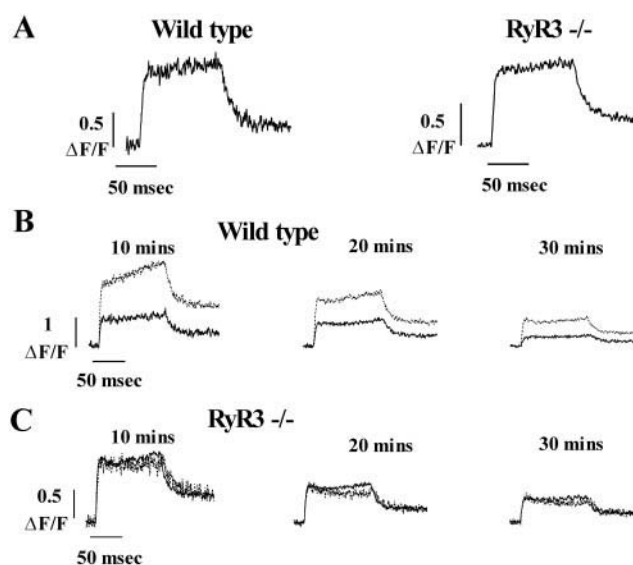 A
Wild type
RyR3 -/-
0.5
ΔF/F
50 msec
0.5
ΔF/F
50 msec
B
Wild type
10 mins
20 mins
30 mins
1
ΔF/F
50 msec
C
RyR3 -/-
10 mins
20 mins
30 mins
0.5
ΔF/F
50 msec